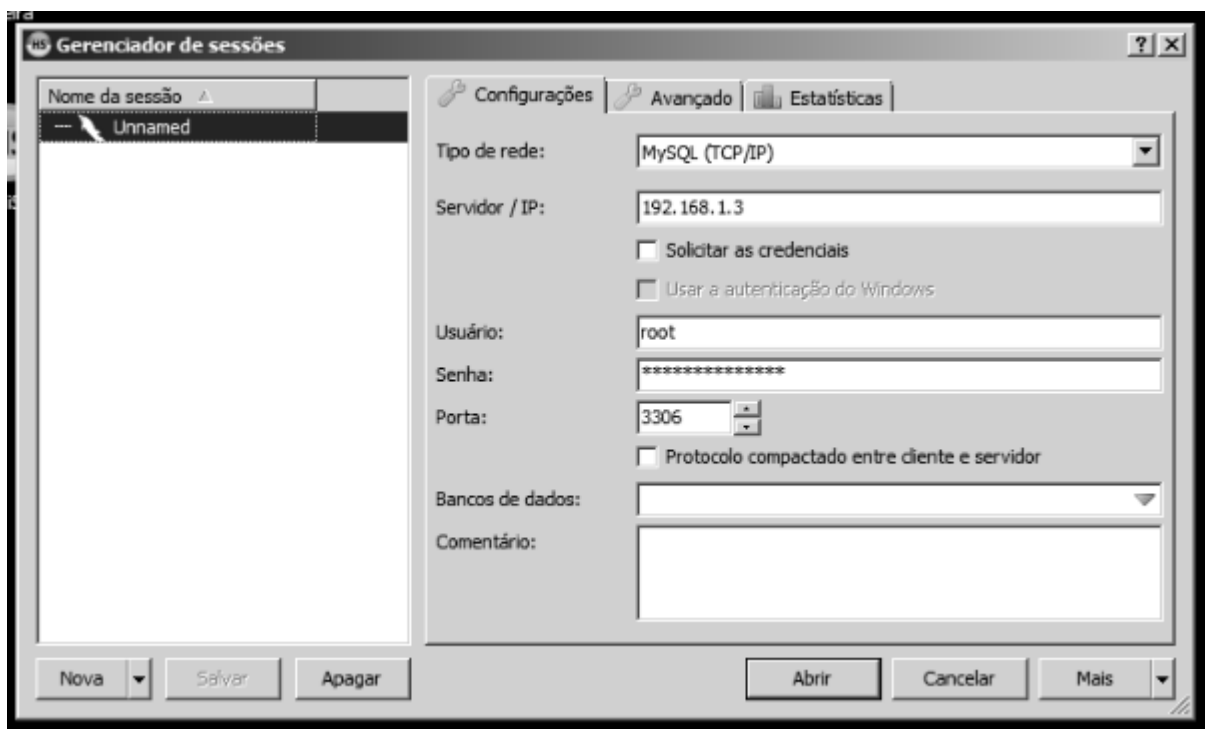 HS Gerenciador de sessões
Nome da sessão
Unnamed
Nova
Salvar
Apagar
Configurações
Avançado
Estatísticas
Tipo de rede: MySQL (TCP/IP)
Servidor / IP: 192.168.1.3
Solicitar as credenciais
Usar a autenticação do Windows
Usuário: root
Senha: **************
Porta: 3306
Protocolo compactado entre cliente e servidor
Bancos de dados:
Comentário:
Abrir
Cancelar
Mais